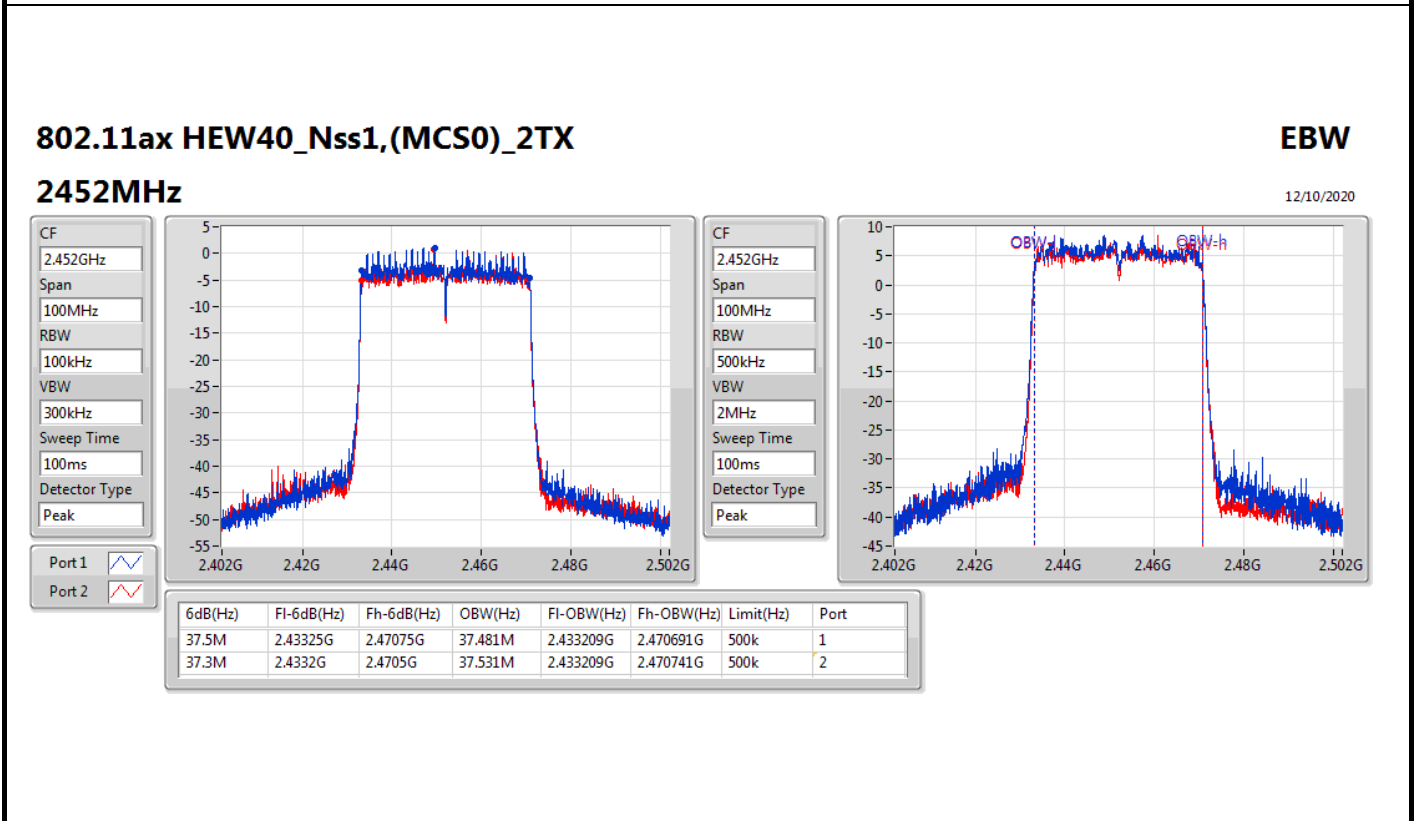 802.11ax HEW40_Nss1,(MCS0)_2TX EBW
2452MHz 12/10/2020
CF
2.452GHz
Span
100MHz
RBW
100kHz
VBW
300kHz
Sweep Time
100ms
Detector Type
Peak
Port 1
Port 2
5
0
-5
-10
-15
-20
-25
-30
-35
-40
-45
-50
-55
2.402G 2.42G 2.44G 2.46G 2.48G 2.502G
CF
2.452GHz
Span
100MHz
RBW
500kHz
VBW
2MHz
Sweep Time
100ms
Detector Type
Peak
10
5
0
-5
-10
-15
-20
-25
-30
-35
-40
-45
OBW-l OBW-h
2.402G 2.42G 2.44G 2.46G 2.48G 2.502G
6dB(Hz) Fl-6dB(Hz) Fh-6dB(Hz) OBW(Hz) Fl-OBW(Hz) Fh-OBW(Hz) Limit(Hz) Port
37.5M 2.43325G 2.47075G 37.481M 2.433209G 2.470691G 500k 1
37.3M 2.4332G 2.4705G 37.531M 2.433209G 2.470741G 500k 2